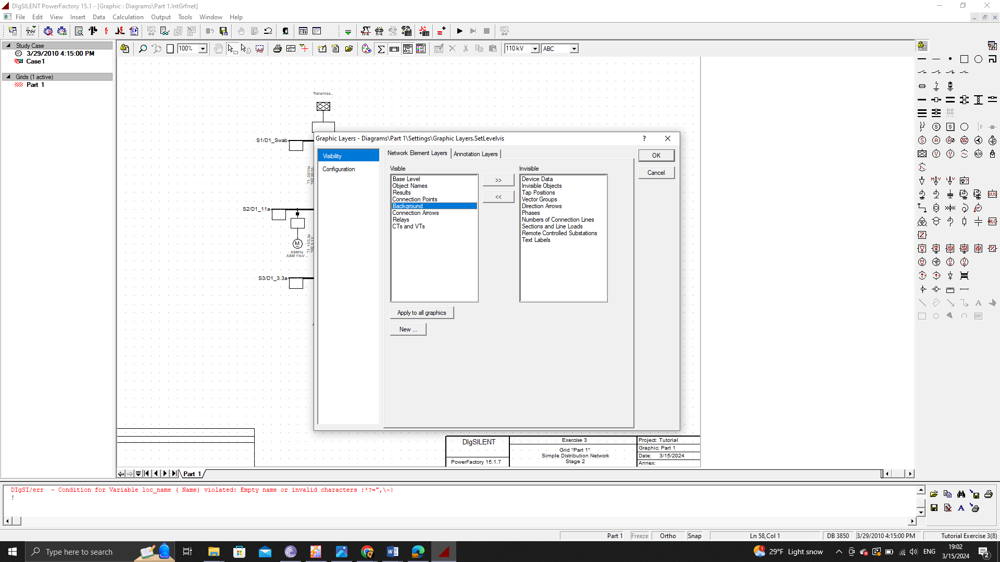 DIgSILENT PowerFactory 15.1 - [Graphic : Diagrams\Part 1.IntGrfnet]
File Edit View Insert Data Calculation Output Tools Window Help
Study Case
3/29/2010 4:15:00 PM
Case1
Grids (1 active)
Part 1
100%
110 kV
ABC
Transmiss..
S1/D1_Swab
S2/D1_11a
ASM1a
ASM 11kV ..
S3/D1_3.3a
T1_33/11a
T1_11/3.3a
Graphic Layers - Diagrams\Part 1\Settings\Graphic Layers.SetLevelvis
?
Visibility
Configuration
Network Element Layers
Annotation Layers
OK
Cancel
Visible
Base Level
Object Names
Results
Connection Points
Background
Connection Arrows
Relays
CTs and VTs
>>
<<
Invisible
Device Data
Invisible Objects
Tap Positions
Vector Groups
Direction Arrows
Phases
Numbers of Connection Lines
Sections and Line Loads
Remote Controlled Substations
Text Labels
Apply to all graphics
New ...
DIgSILENT
PowerFactory 15.1.7
Exercise 3
Grid "Part 1"
Simple Distribution Network
Stage 2
Project: Tutorial
Graphic: Part 1
Date: 3/15/2024
Annex:
Part 1
DIgSI/err - Condition for Variable loc_name ( Name) violated: Empty name or invalid characters :*?=",\~|
!
Part 1
Freeze
Ortho
Snap
Ln 58,Col 1
DB 3850
3/29/2010 4:15:00 PM
Tutorial Exercise 3(8)
Type here to search
29°F Light snow
ENG
19:02
3/15/2024
2